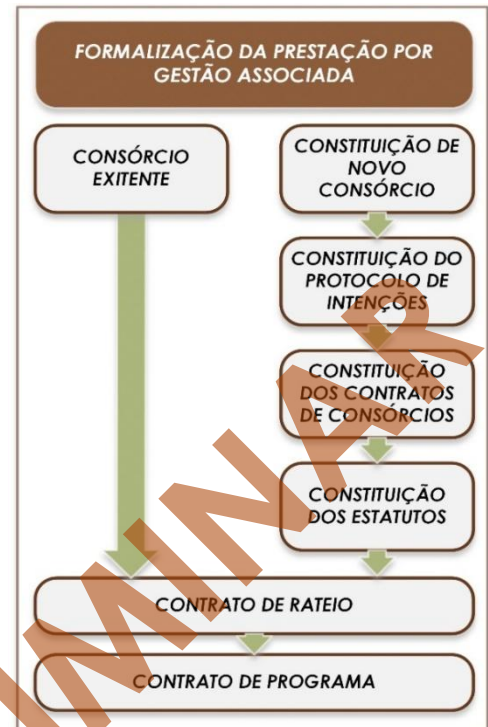 FORMALIZAÇÃO DA PRESTAÇÃO POR
GESTÃO ASSOCIADA
CONSÓRCIO
EXITENTE
CONSTITUIÇÃO DE
NOVO
CONSÓRCIO
CONSTITUIÇÃO DO
PROTOCOLO DE
INTENÇÕES
CONSTITUIÇÃO
DOS CONTRATOS
DE CONSÓRCIOS
CONSTITUIÇÃO
DOS ESTATUTOS
CONTRATO DE RATEIO
CONTRATO DE PROGRAMA
IMINAR